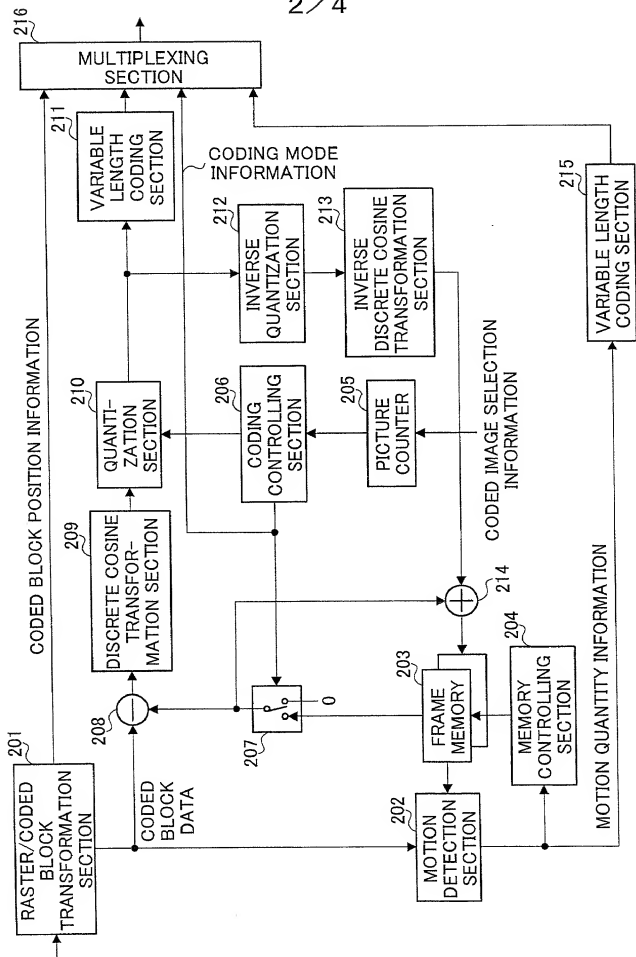 2/4
201
RASTER/CODED
BLOCK
TRANSFORMATION
SECTION
CODED BLOCK POSITION INFORMATION
CODED
BLOCK DATA
208
209
DISCRETE COSINE
TRANSFOR-
MATION SECTION
210
QUANTI-
ZATION
SECTION
211
VARIABLE
LENGTH
CODING
SECTION
216
MULTIPLEXING
SECTION
CODING MODE
INFORMATION
212
INVERSE
QUANTIZATION
SECTION
213
INVERSE
DISCRETE COSINE
TRANSFORMATION
SECTION
206
CODING
CONTROLLING
SECTION
205
PICTURE
COUNTER
CODED IMAGE SELECTION
INFORMATION
207
0
214
203
FRAME
MEMORY
202
MOTION
DETECTION
SECTION
204
MEMORY
CONTROLLING
SECTION
MOTION QUANTITY INFORMATION
215
VARIABLE LENGTH
CODING SECTION